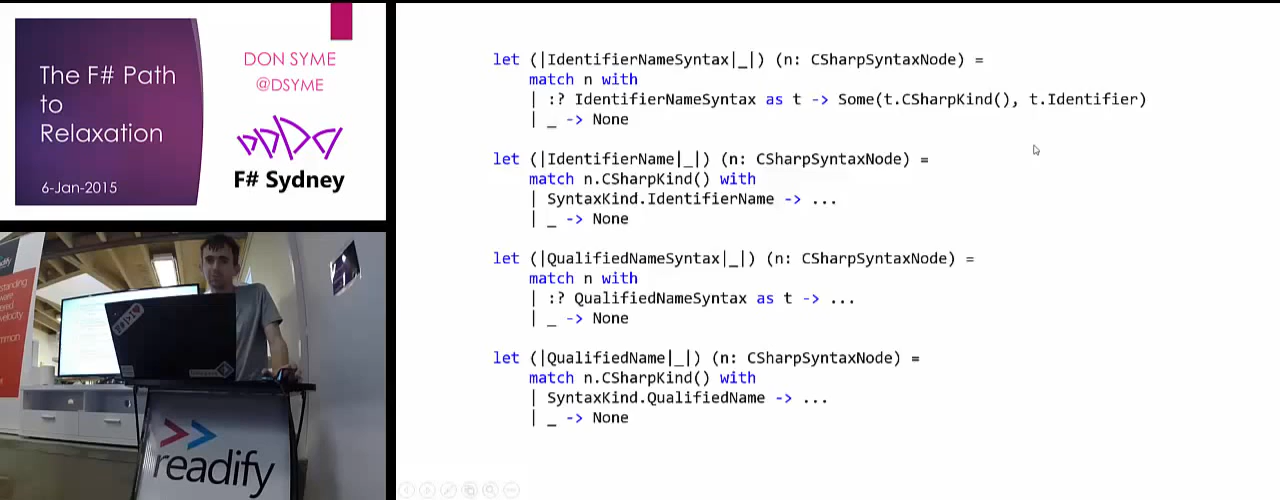 The F# Path
to
Relaxation
6-Jan-2015
DON SYME
@DSYME
F# Sydney
let (|IdentifierNameSyntax|_|) (n: CSharpSyntaxNode) =
match n with
| :? IdentifierNameSyntax as t -> Some(t.CSharpKind(), t.Identifier)
| _ -> None
let (|IdentifierName|_|) (n: CSharpSyntaxNode) =
match n.CSharpKind() with
| SyntaxKind.IdentifierName -> ...
| _ -> None
let (|QualifiedNameSyntax|_|) (n: CSharpSyntaxNode) =
match n with
| :? QualifiedNameSyntax as t -> ...
| _ -> None
let (|QualifiedName|_|) (n: CSharpSyntaxNode) =
match n.CSharpKind() with
| SyntaxKind.QualifiedName -> ...
| _ -> None
readify